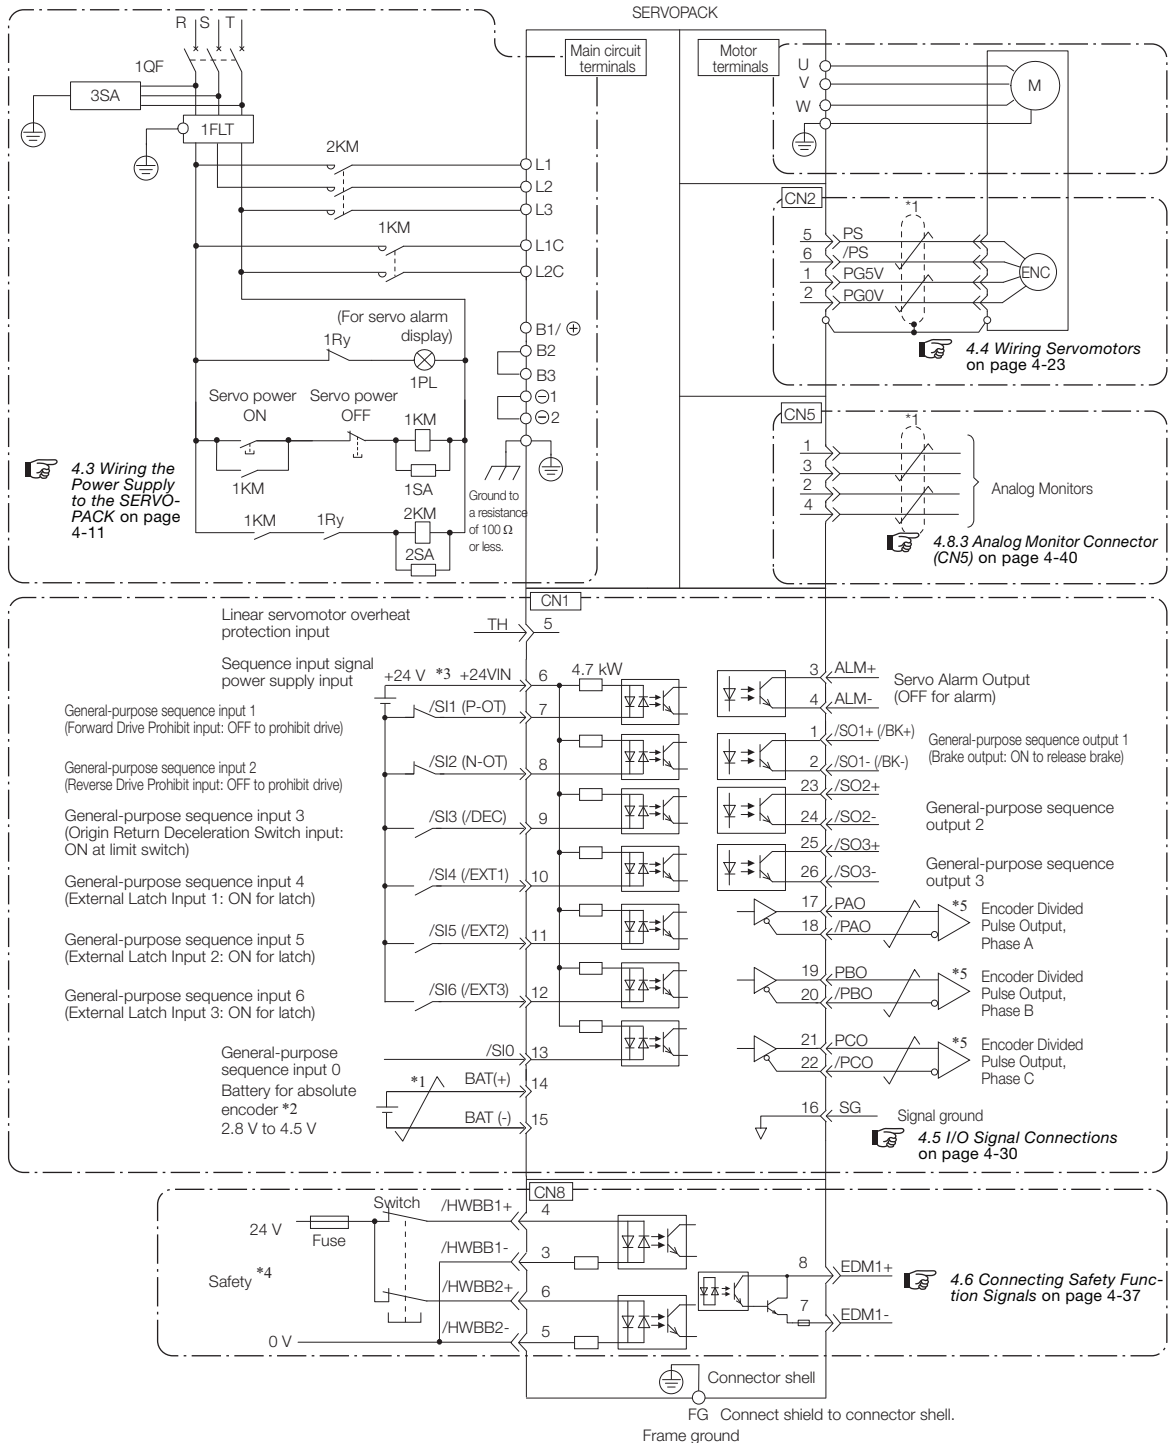 SERVOPACK
R S T
Main circuit
terminals
Motor
terminals
1QF
3SA
1FLT
2KM
L1
L2
L3
1KM
L1C
L2C
U
V
W
M
CN2
*1
5 PS
6 /PS
1 PG5V
2 PG0V
ENC
4.4 Wiring Servomotors
on page 4-23
(For servo alarm
display)
1Ry
1PL
B1/ ⊕
B2
B3
⊖1
⊖2
Servo power
ON
Servo power
OFF
1KM
1KM
1SA
4.3 Wiring the
Power Supply
to the SERVO-
PACK on page
4-11
1KM
1Ry
2KM
2SA
Ground to
a resistance
of 100 Ω
or less.
CN5
*1
1
3
2
4
Analog Monitors
4.8.3 Analog Monitor Connector
(CN5) on page 4-40
CN1
Linear servomotor overheat
protection input
TH 5
Sequence input signal
power supply input
+24 V *3 +24VIN 6
4.7 kW
General-purpose sequence input 1
(Forward Drive Prohibit input: OFF to prohibit drive)
/SI1 (P-OT) 7
General-purpose sequence input 2
(Reverse Drive Prohibit input: OFF to prohibit drive)
/SI2 (N-OT) 8
General-purpose sequence input 3
(Origin Return Deceleration Switch input:
ON at limit switch)
/SI3 (/DEC) 9
General-purpose sequence input 4
(External Latch Input 1: ON for latch)
/SI4 (/EXT1) 10
General-purpose sequence input 5
(External Latch Input 2: ON for latch)
/SI5 (/EXT2) 11
General-purpose sequence input 6
(External Latch Input 3: ON for latch)
/SI6 (/EXT3) 12
General-purpose
sequence input 0
/SI0 13
Battery for absolute
encoder *2
2.8 V to 4.5 V
*1
BAT(+) 14
BAT (-) 15
3 ALM+
4 ALM-
Servo Alarm Output
(OFF for alarm)
1 /SO1+ (/BK+)
2 /SO1- (/BK-)
General-purpose sequence output 1
(Brake output: ON to release brake)
23 /SO2+
24 /SO2-
General-purpose sequence
output 2
25 /SO3+
26 /SO3-
General-purpose sequence
output 3
17 PAO
18 /PAO
*5
Encoder Divided
Pulse Output,
Phase A
19 PBO
20 /PBO
*5
Encoder Divided
Pulse Output,
Phase B
21 PCO
22 /PCO
*5
Encoder Divided
Pulse Output,
Phase C
16 SG
Signal ground
4.5 I/O Signal Connections
on page 4-30
CN8
24 V
Fuse
Switch
Safety *4
0 V
/HWBB1+ 4
/HWBB1- 3
/HWBB2+ 6
/HWBB2- 5
8 EDM1+
7 EDM1-
4.6 Connecting Safety Func-
tion Signals on page 4-37
Connector shell
FG Connect shield to connector shell.
Frame ground